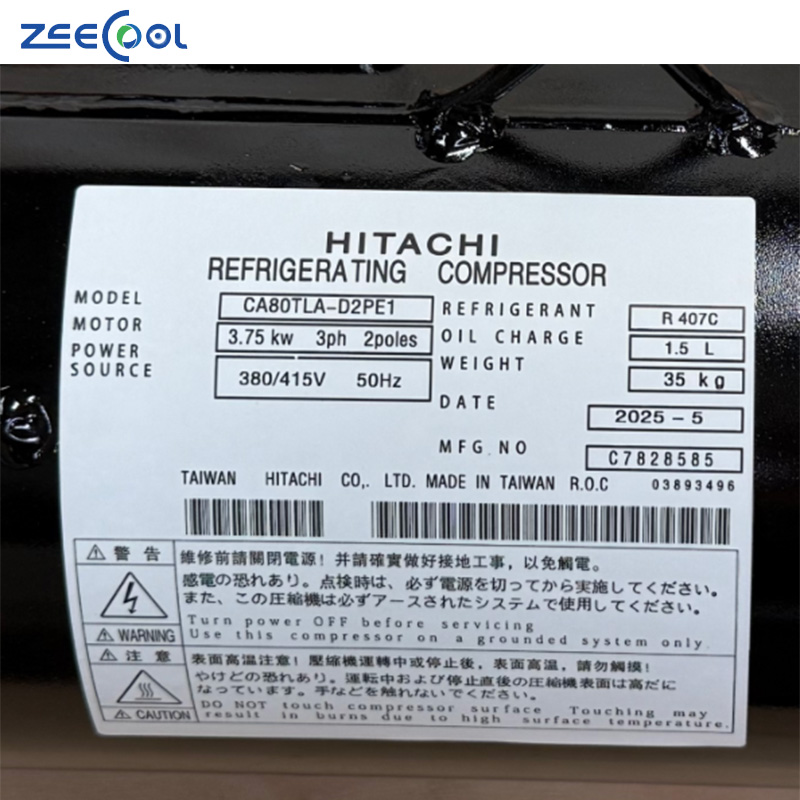 ZEECOOL
HITACHI
REFRIGERATING COMPRESSOR
MODEL CA80TLA-D2PE1
MOTOR 3.75 kw 3ph 2poles
POWER SOURCE 380/415V 50Hz
REFRIGERANT R 407C
OIL CHARGE 1.5 L
WEIGHT 35 kg
DATE 2025-5
MFG.NO C7828585
TAIWAN HITACHI CO,. LTD. MADE IN TAIWAN R.O.C 03893496
⚠ 警告
維修前請關閉電源!并請確實做好接地工事,以免觸電。
感電の恐れあり。点検時は、必ず電源を切ってから実施してください。
また、この圧縮機は必ずアースされたシステムで使用してください。
Turn power OFF before servicing
Use this compressor on a grounded system only.
⚠ WARNING
⚠ 注意
表面高溫注意!壓縮機運轉中或停止後,表面高溫,請勿觸摸!
やけどの恐れあり。運転中および停止直後の圧縮機表面は高だに
なっています。手などを触れないでください。
DO NOT touch compressor surface Touching may
result in burns due to high surface temperature.
⚠ CAUTION